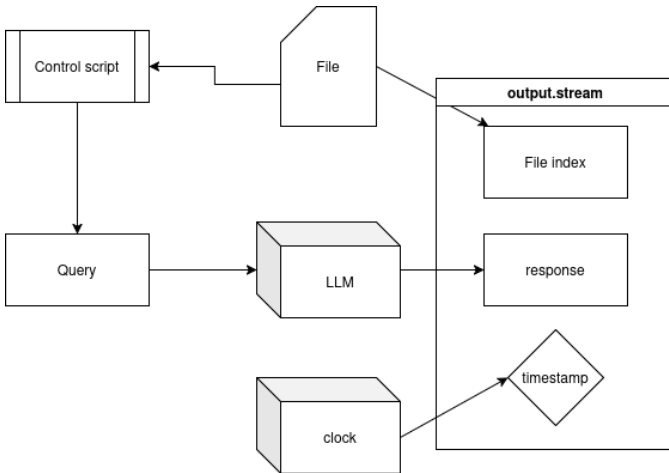 Control script
File
output.stream
File index
Query
LLM
response
timestamp
clock